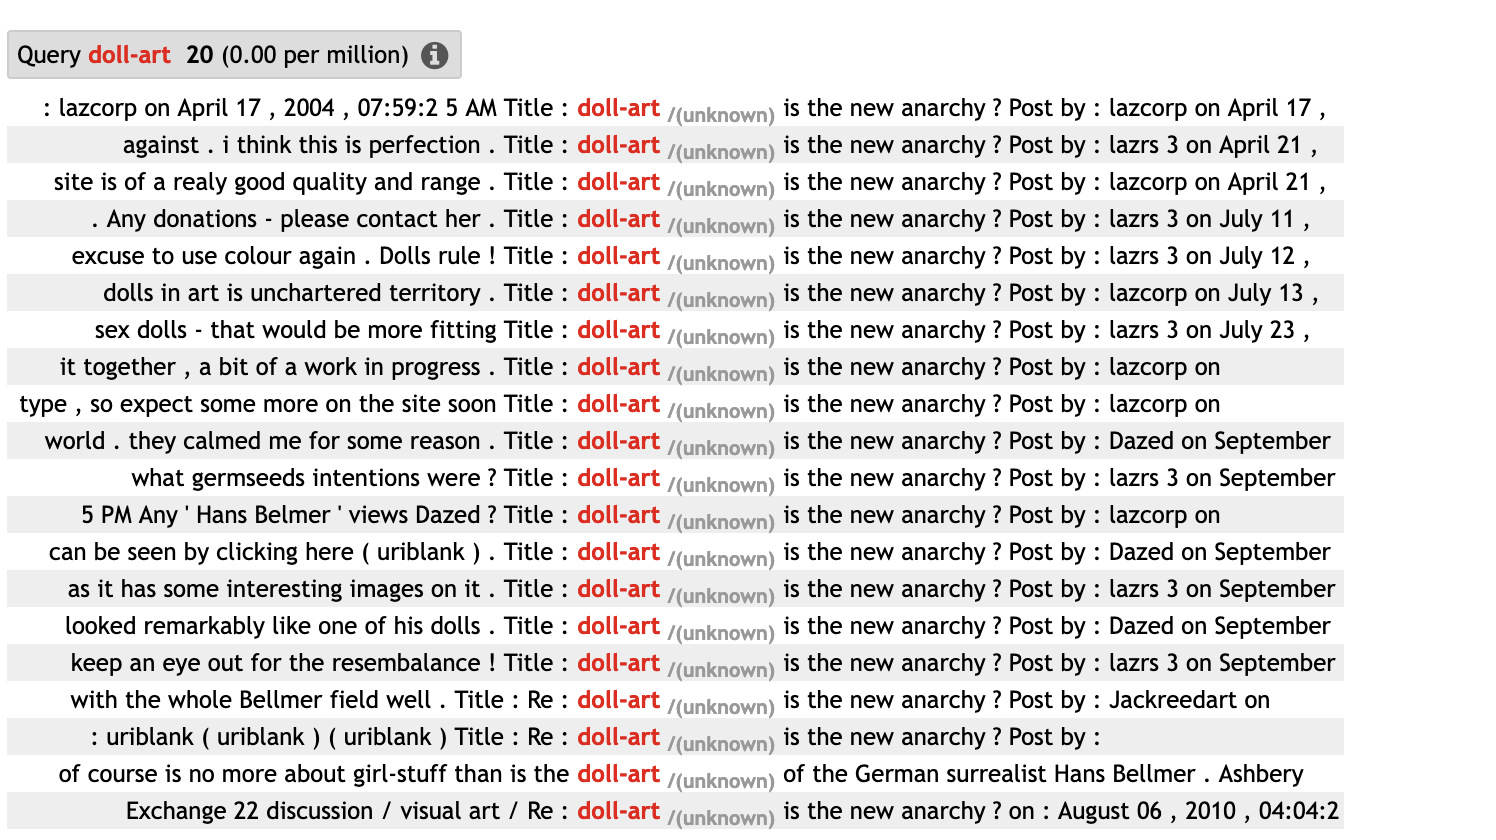 Query doll-art 20 (0.00 per million) i
: lazcorp on April 17 , 2004 , 07:59:2 5 AM Title : doll-art /(unknown) is the new anarchy ? Post by : lazcorp on April 17 ,
against . i think this is perfection . Title : doll-art /(unknown) is the new anarchy ? Post by : lazrs 3 on April 21 ,
site is of a realy good quality and range . Title : doll-art /(unknown) is the new anarchy ? Post by : lazcorp on April 21 ,
. Any donations - please contact her . Title : doll-art /(unknown) is the new anarchy ? Post by : lazrs 3 on July 11 ,
excuse to use colour again . Dolls rule ! Title : doll-art /(unknown) is the new anarchy ? Post by : lazrs 3 on July 12 ,
dolls in art is unchartered territory . Title : doll-art /(unknown) is the new anarchy ? Post by : lazcorp on July 13 ,
sex dolls - that would be more fitting Title : doll-art /(unknown) is the new anarchy ? Post by : lazrs 3 on July 23 ,
it together , a bit of a work in progress . Title : doll-art /(unknown) is the new anarchy ? Post by : lazcorp on
type , so expect some more on the site soon Title : doll-art /(unknown) is the new anarchy ? Post by : lazcorp on
world . they calmed me for some reason . Title : doll-art /(unknown) is the new anarchy ? Post by : Dazed on September
what germseeds intentions were ? Title : doll-art /(unknown) is the new anarchy ? Post by : lazrs 3 on September
5 PM Any ' Hans Belmer ' views Dazed ? Title : doll-art /(unknown) is the new anarchy ? Post by : lazcorp on
can be seen by clicking here ( uriblank ) . Title : doll-art /(unknown) is the new anarchy ? Post by : Dazed on September
as it has some interesting images on it . Title : doll-art /(unknown) is the new anarchy ? Post by : lazrs 3 on September
looked remarkably like one of his dolls . Title : doll-art /(unknown) is the new anarchy ? Post by : Dazed on September
keep an eye out for the resembalance ! Title : doll-art /(unknown) is the new anarchy ? Post by : lazrs 3 on September
with the whole Bellmer field well . Title : Re : doll-art /(unknown) is the new anarchy ? Post by : Jackreedart on
: uriblank ( uriblank ) ( uriblank ) Title : Re : doll-art /(unknown) is the new anarchy ? Post by :
of course is no more about girl-stuff than is the doll-art /(unknown) of the German surrealist Hans Bellmer . Ashbery
Exchange 22 discussion / visual art / Re : doll-art /(unknown) is the new anarchy ? on : August 06 , 2010 , 04:04:2